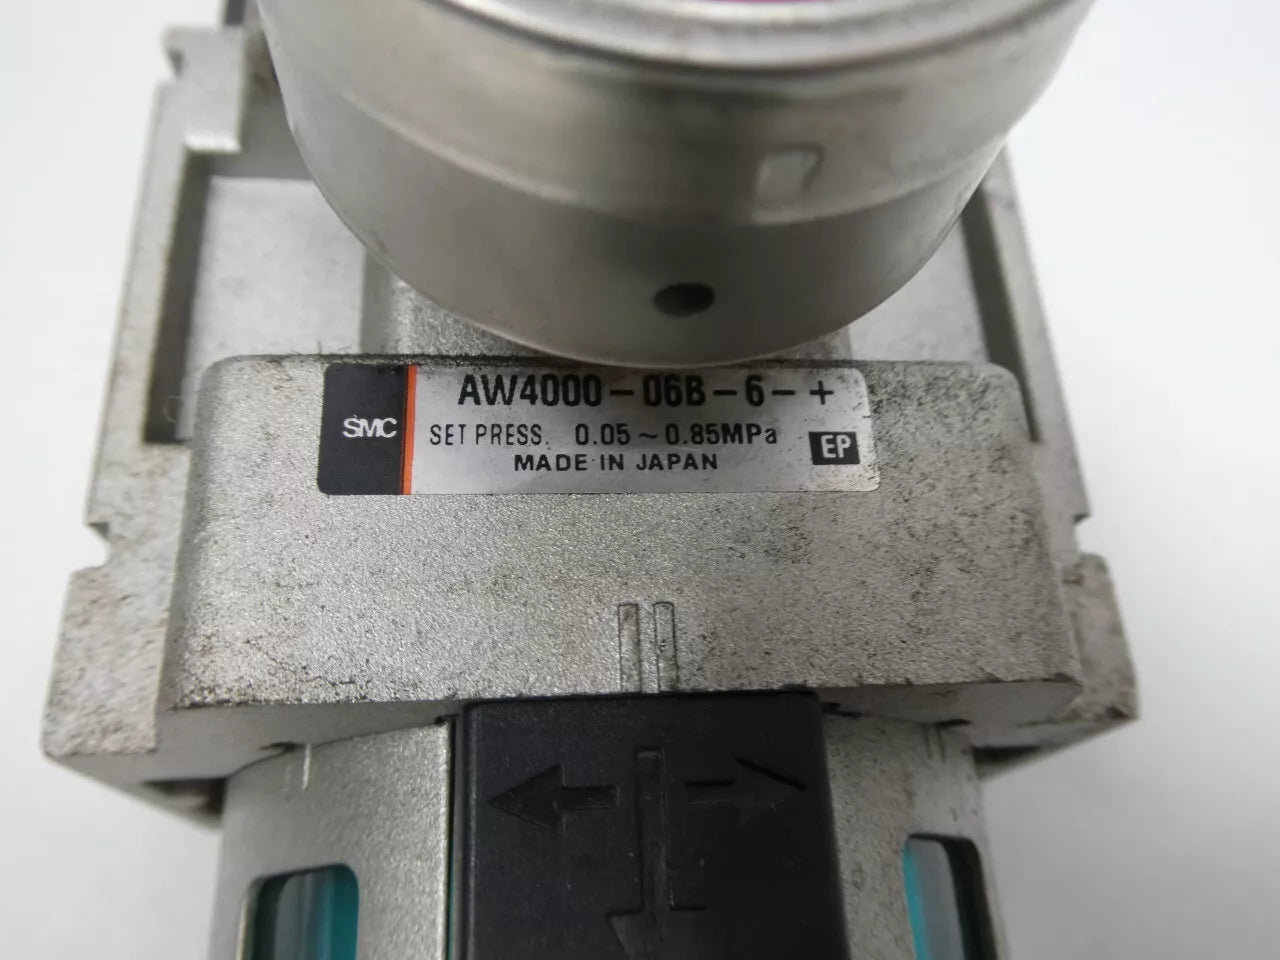 AW4000-06B-6-+
SMC
SET PRESS. 0.05~0.85MPa
EP
MADE IN JAPAN